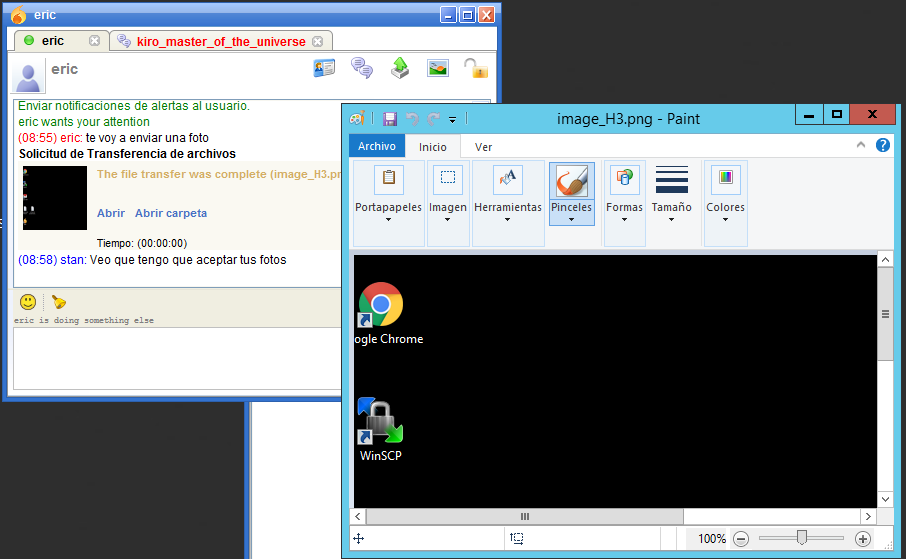 eric
eric
kiro_master_of_the_universe
eric
Enviar notificaciones de alertas al usuario.
eric wants your attention
(08:55) eric: te voy a enviar una foto
Solicitud de Transferencia de archivos
The file transfer was complete (image_H3.pn
Abrir Abrir carpeta
Tiempo: (00:00:00)
(08:58) stan: Veo que tengo que aceptar tus fotos
eric is doing something else
image_H3.png - Paint
Archivo Inicio Ver
Portapapeles Imagen Herramientas Pinceles Formas Tamaño Colores
ogle Chrome
WinSCP
100%